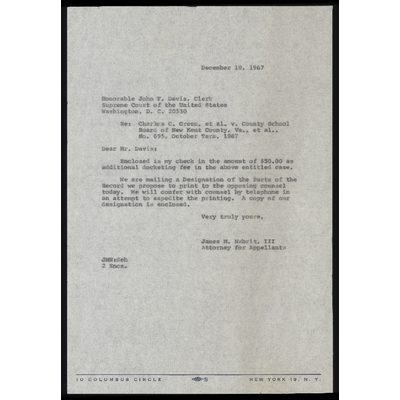 December 18, 1967
Honorable John F. Davis, Clerk
Supreme Court of the United States
Washington, D. C. 20530
Re: Charles C. Green, et al. v. County School
Board of New Kent County, Va., et al.,
No. 695, October Term, 1967
Dear Mr. Davis:
Enclosed is my check in the amount of $50.00 as
additional docketing fee in the above entitled case.
We are mailing a Designation of the Parts of the
Record we propose to print to the opposing counsel
today. We will confer with counsel by telephone in
an attempt to expedite the printing. A copy of our
designation is enclosed.
Very truly yours,
James M. Nabrit, III
Attorney for Appellants
JMN:deh
2 Encs.
10 COLUMBUS CIRCLE NEW YORK 19, N. Y.